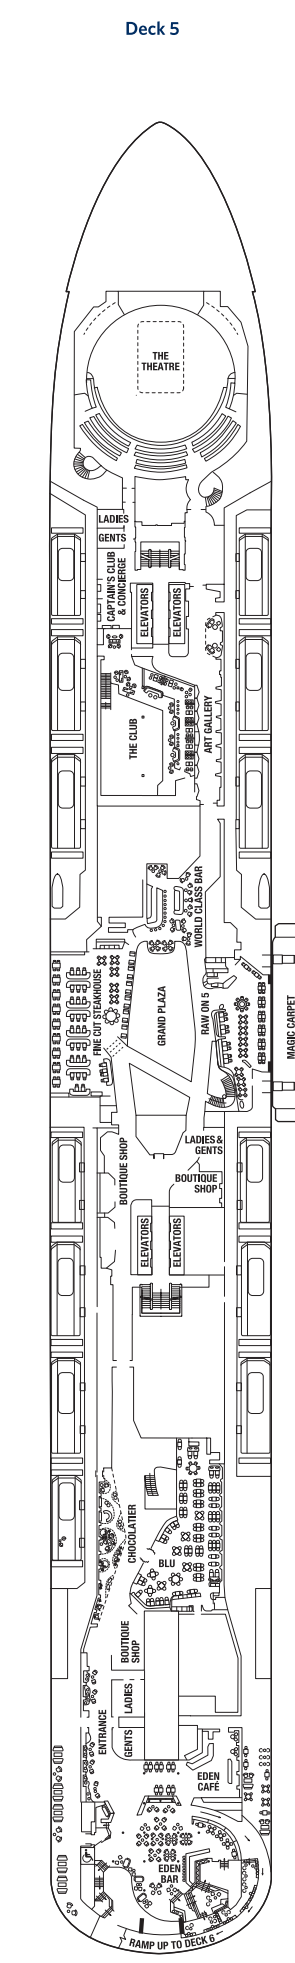 Deck 5
THE
THEATRE
LADIES
GENTS
CAPTAIN'S CLUB
& CONCIERGE
ELEVATORS
ELEVATORS
THE CLUB
ART GALLERY
WORLD CLASS BAR
FINE CUT STEAKHOUSE
GRAND PLAZA
RAW ON 5
MAGIC CARPET
BOUTIQUE SHOP
LADIES &
GENTS
BOUTIQUE
SHOP
ELEVATORS
ELEVATORS
CHOCOLATIER
BLU
BOUTIQUE
SHOP
LADIES
ENTRANCE
GENTS
EDEN
CAFÉ
EDEN
BAR
RAMP UP TO DECK 6